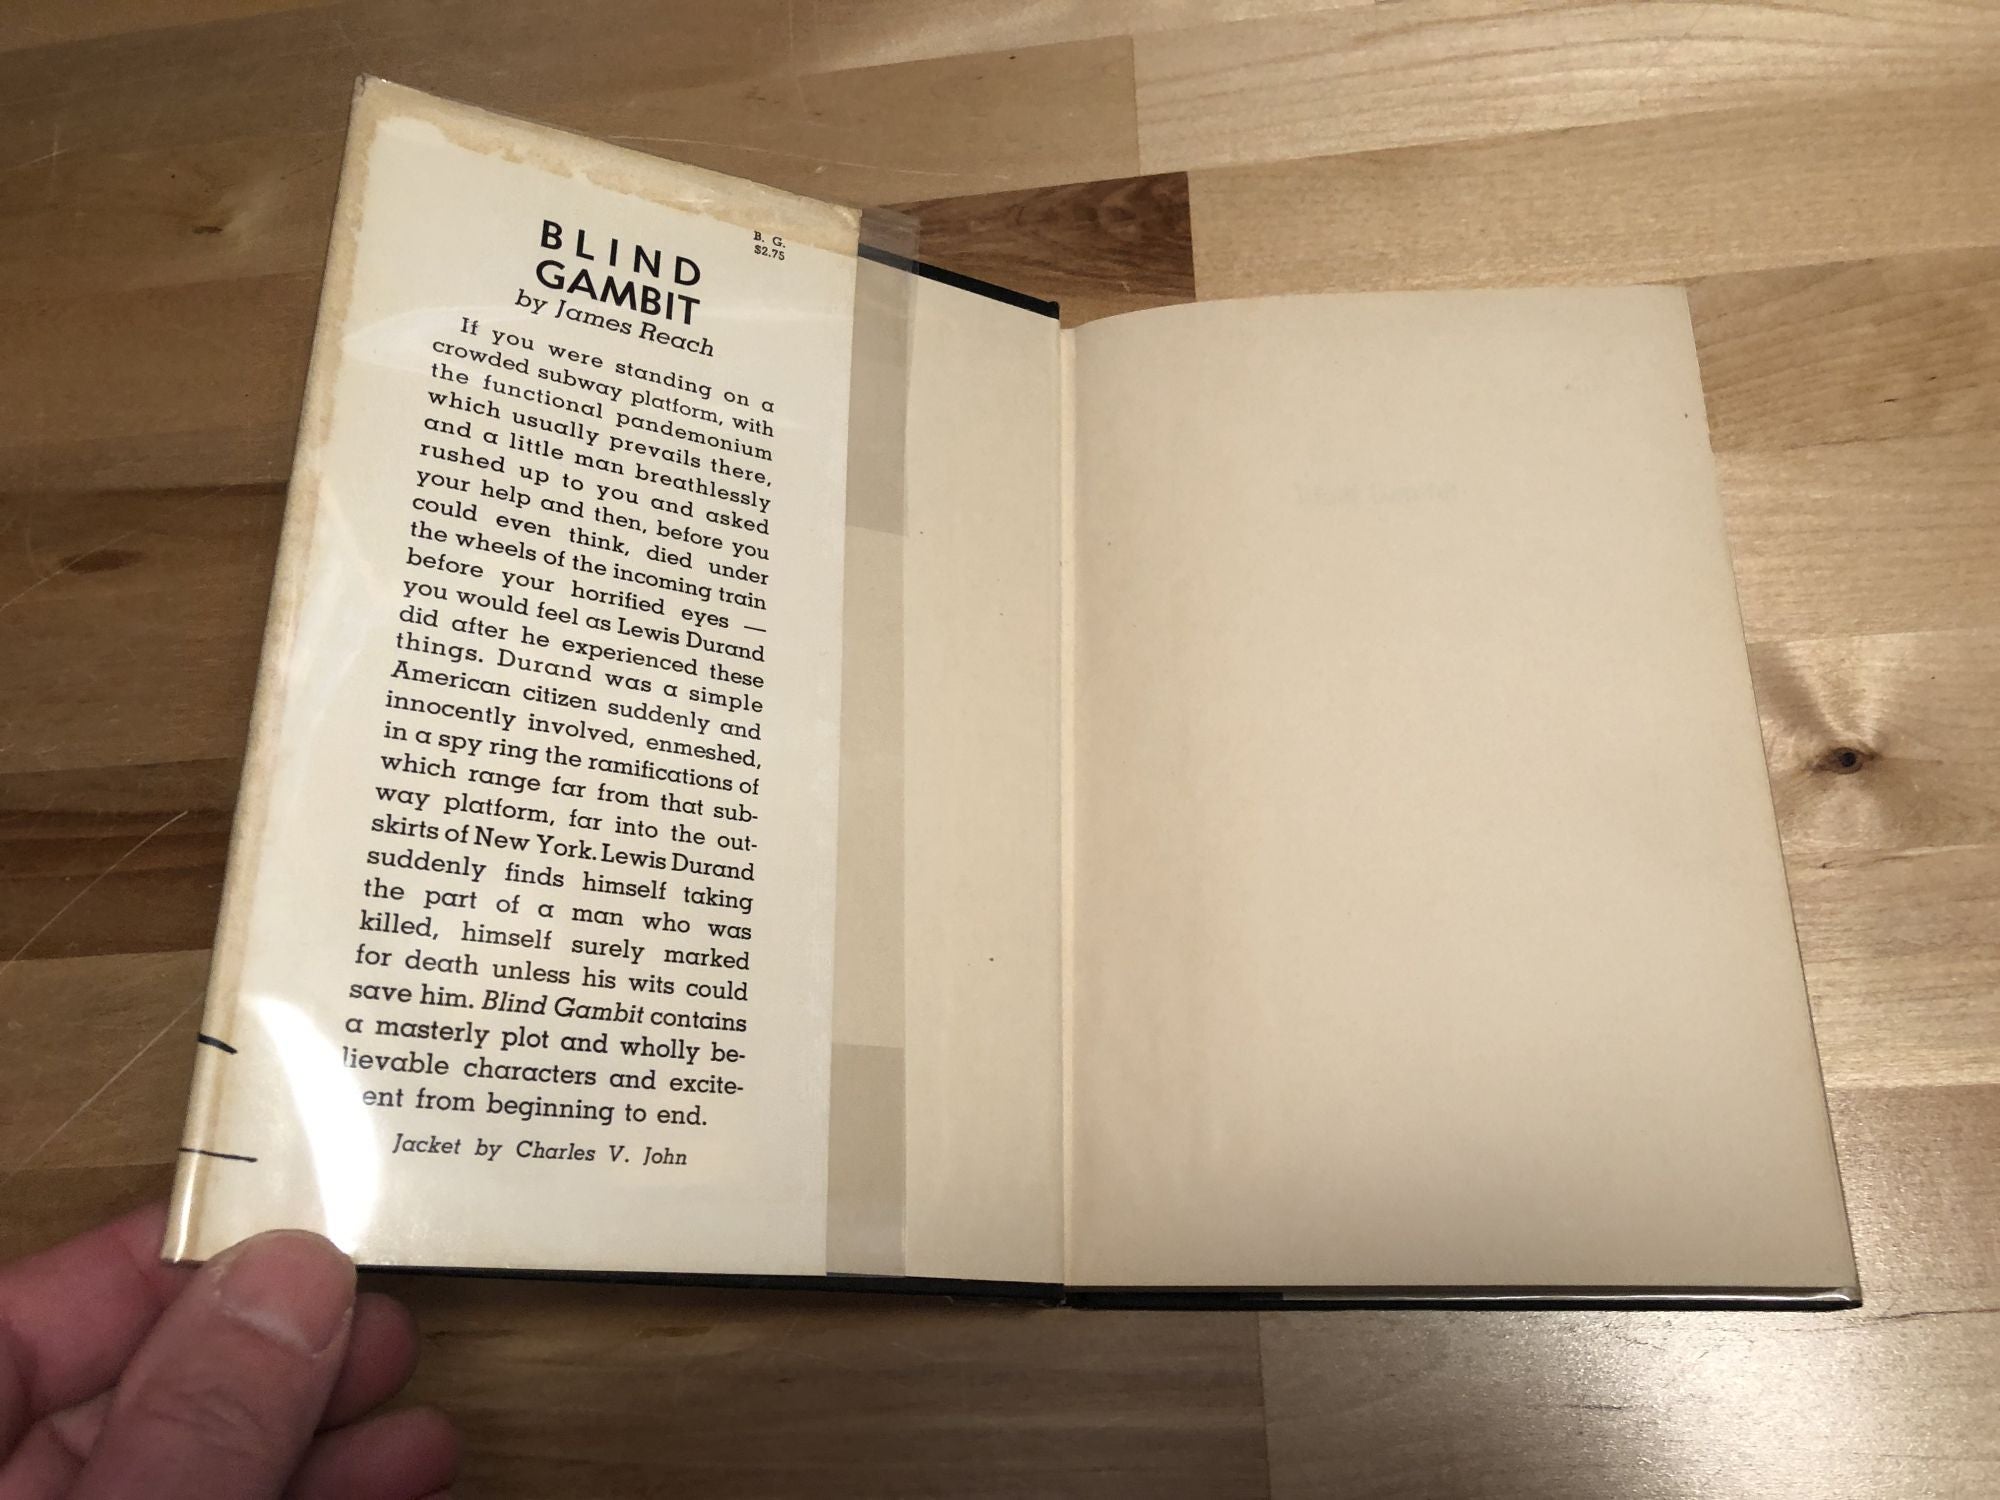 B. G.
$2.75
BLIND
GAMBIT
by James Reach
If you were standing on a
crowded subway platform, with
the functional pandemonium
which usually prevails there,
and a little man breathlessly
rushed up to you and asked
your help and then, before you
could even think, died under
the wheels of the incoming train
before your horrified eyes —
you would feel as Lewis Durand
did after he experienced these
things. Durand was a simple
American citizen suddenly and
innocently involved, enmeshed,
in a spy ring the ramifications of
which range far from that sub-
way platform, far into the out-
skirts of New York. Lewis Durand
suddenly finds himself taking
the part of a man who was
killed, himself surely marked
for death unless his wits could
save him. Blind Gambit contains
a masterly plot and wholly be-
lievable characters and excite-
ent from beginning to end.
Jacket by Charles V. John